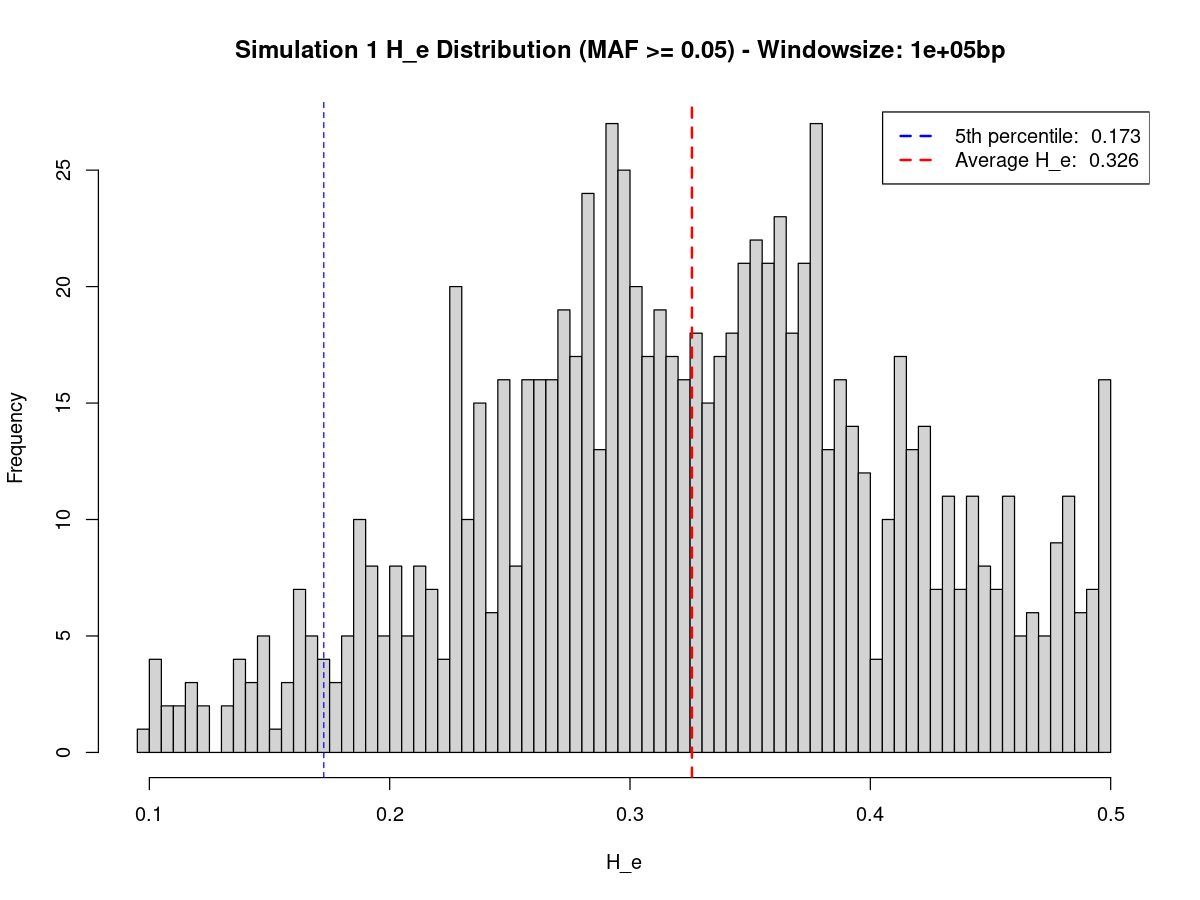 Simulation 1 H_e Distribution (MAF >= 0.05) - Windowsize: 1e+05bp
5th percentile: 0.173
Average H_e: 0.326
Frequency
25
20
15
10
5
0
0.1 0.2 0.3 0.4 0.5
H_e